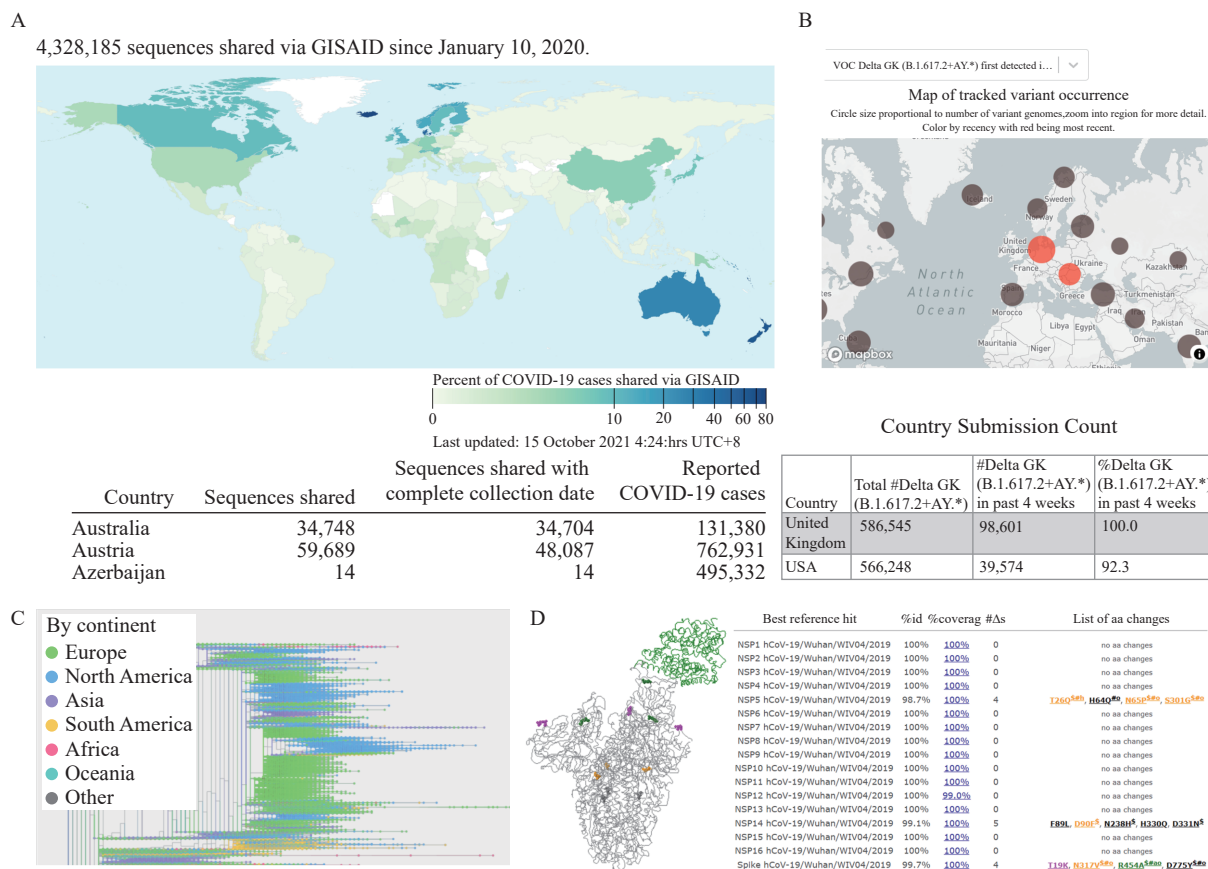 A
4,328,185 sequences shared via GISAID since January 10, 2020.
Percent of COVID-19 cases shared via GISAID
0 10 20 40 60 80
Last updated: 15 October 2021 4:24:hrs UTC+8
Country Sequences shared Sequences shared with complete collection date Reported COVID-19 cases
Australia 34,748 34,704 131,380
Austria 59,689 48,087 762,931
Azerbaijan 14 14 495,332
B
VOC Delta GK (B.1.617.2+AY.*) first detected i…
Map of tracked variant occurrence
Circle size proportional to number of variant genomes,zoom into region for more detail.
Color by recency with red being most recent.
Iceland
Sweden
Norway
United
Kingdom
Ukraine
France
Kazakhstan
Spain
Greece
Turkmenistan
Morocco
Iraq
Iran
Pakistan
Libya
Egypt
Oman
Mauritania
Niger
Cuba
North
Atlantic
Ocean
mapbox
Country Submission Count
Country
Total #Delta GK
(B.1.617.2+AY.*)
#Delta GK
(B.1.617.2+AY.*)
in past 4 weeks
%Delta GK
(B.1.617.2+AY.*)
in past 4 weeks
United
Kingdom 586,545 98,601 100.0
USA 566,248 39,574 92.3
C
By continent
Europe
North America
Asia
South America
Africa
Oceania
Other
D
Best reference hit %id %coverag #Δs List of aa changes
NSP1 hCoV-19/Wuhan/WIV04/2019 100% 100% 0 no aa changes
NSP2 hCoV-19/Wuhan/WIV04/2019 100% 100% 0 no aa changes
NSP3 hCoV-19/Wuhan/WIV04/2019 100% 100% 0 no aa changes
NSP4 hCoV-19/Wuhan/WIV04/2019 100% 100% 0 no aa changes
NSP5 hCoV-19/Wuhan/WIV04/2019 98.7% 100% 4 T26Q$#h, H64Q#o, N65P$#o, S301G$#o
NSP6 hCoV-19/Wuhan/WIV04/2019 100% 100% 0 no aa changes
NSP7 hCoV-19/Wuhan/WIV04/2019 100% 100% 0 no aa changes
NSP8 hCoV-19/Wuhan/WIV04/2019 100% 100% 0 no aa changes
NSP9 hCoV-19/Wuhan/WIV04/2019 100% 100% 0 no aa changes
NSP10 hCoV-19/Wuhan/WIV04/2019 100% 100% 0 no aa changes
NSP11 hCoV-19/Wuhan/WIV04/2019 100% 100% 0 no aa changes
NSP12 hCoV-19/Wuhan/WIV04/2019 100% 99.0% 0 no aa changes
NSP13 hCoV-19/Wuhan/WIV04/2019 100% 100% 0 no aa changes
NSP14 hCoV-19/Wuhan/WIV04/2019 99.1% 100% 5 F89L, D90F$, N238H$, H330Q, D331N$
NSP15 hCoV-19/Wuhan/WIV04/2019 100% 100% 0 no aa changes
NSP16 hCoV-19/Wuhan/WIV04/2019 100% 100% 0 no aa changes
Spike hCoV-19/Wuhan/WIV04/2019 99.7% 100% 4 T19K, N317V$#o, R454A$#ao, D775Y$#o